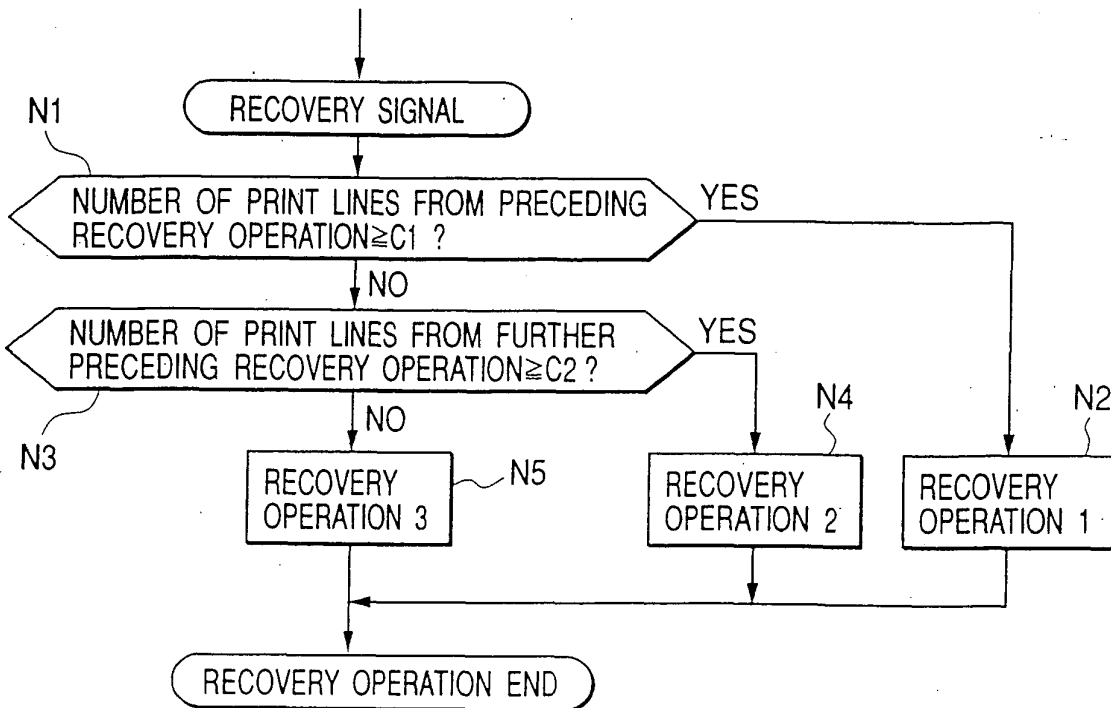 RECOVERY SIGNAL
N1
NUMBER OF PRINT LINES FROM PRECEDING
RECOVERY OPERATION≧C1 ?
YES
NO
NUMBER OF PRINT LINES FROM FURTHER
PRECEDING RECOVERY OPERATION≧C2 ?
YES
N3
NO
N4
N2
RECOVERY
OPERATION 3
N5
RECOVERY
OPERATION 2
RECOVERY
OPERATION 1
RECOVERY OPERATION END